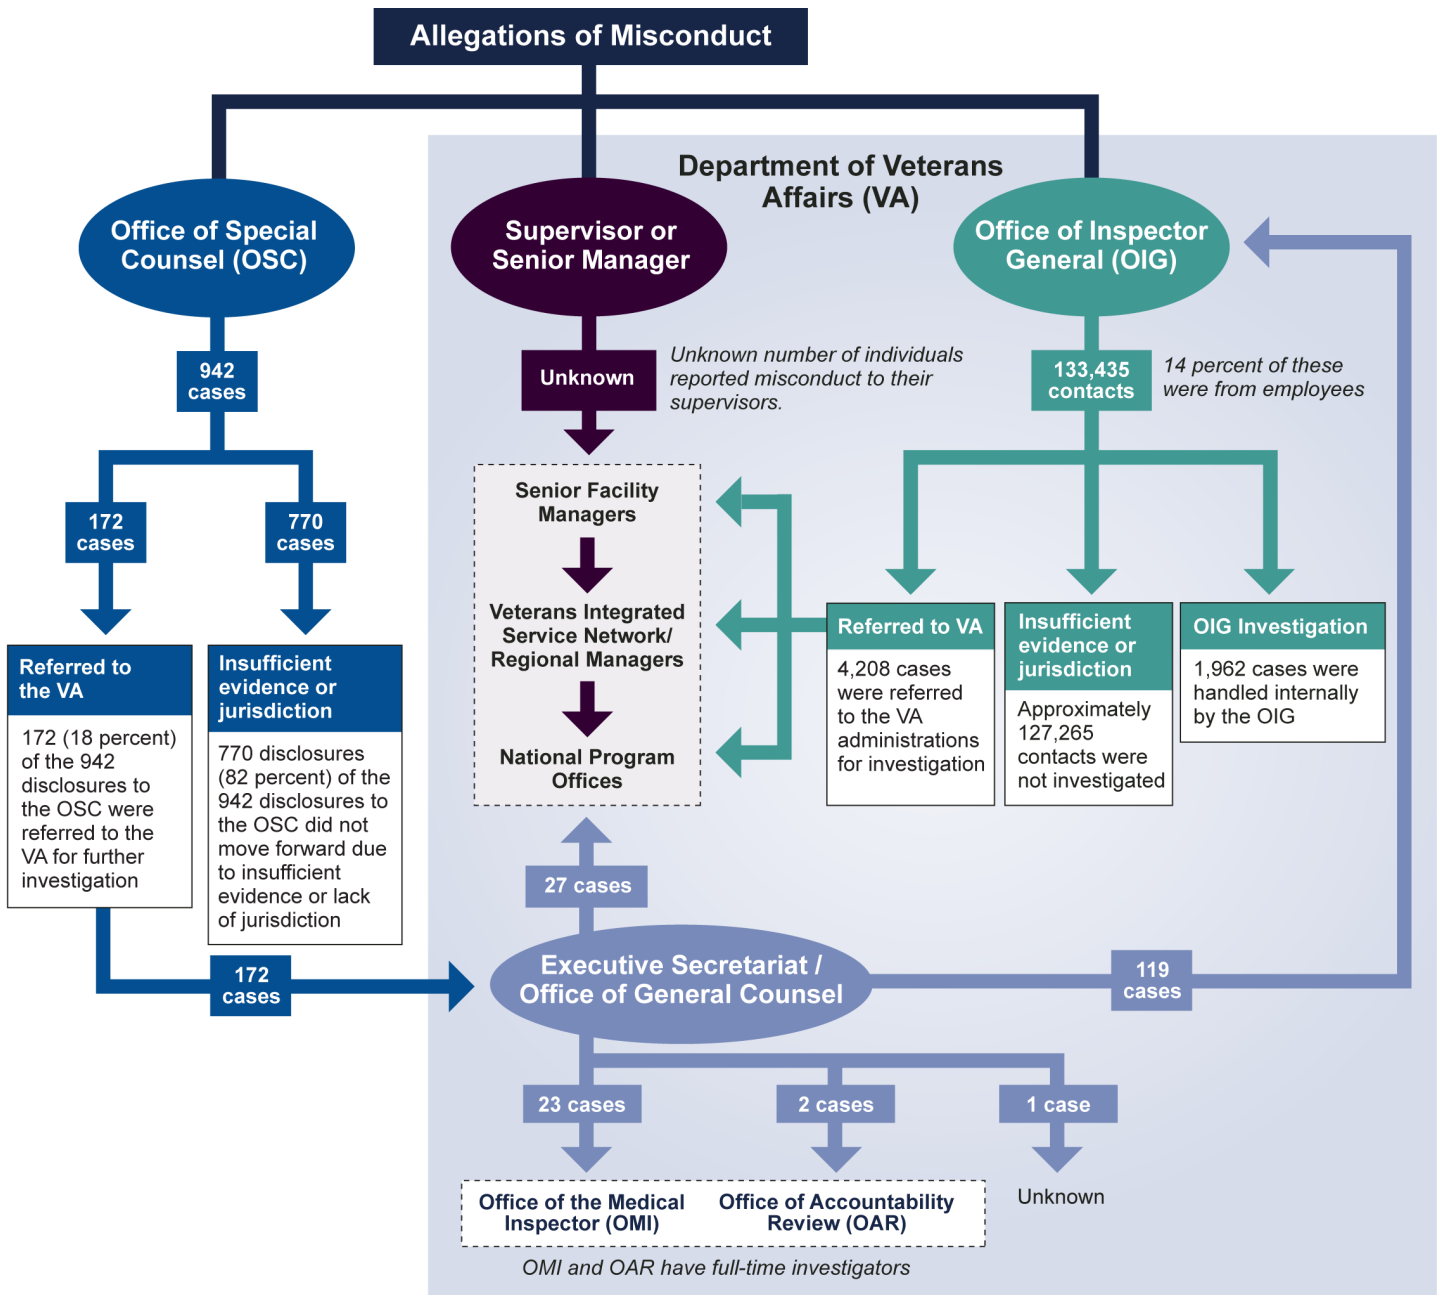 Allegations of Misconduct
Department of Veterans
Affairs (VA)
Office of Special
Counsel (OSC)
Supervisor or
Senior Manager
Office of Inspector
General (OIG)
942
cases
Unknown
Unknown number of individuals
reported misconduct to their
supervisors.
133,435
contacts
14 percent of these
were from employees
172
cases
770
cases
Senior Facility
Managers
Veterans Integrated
Service Network/
Regional Managers
National Program
Offices
Referred to VA
4,208 cases
were referred
to the VA
administrations
for investigation
Insufficient
evidence or
jurisdiction
Approximately
127,265
contacts were
not investigated
OIG Investigation
1,962 cases were
handled internally
by the OIG
Referred to
the VA
172 (18 percent)
of the 942
disclosures to
the OSC were
referred to the
VA for further
investigation
Insufficient
evidence or
jurisdiction
770 disclosures
(82 percent) of the
942 disclosures to
the OSC did not
move forward due
to insufficient
evidence or lack
of jurisdiction
27 cases
172
cases
Executive Secretariat /
Office of General Counsel
119
cases
23 cases
2 cases
1 case
Office of the Medical
Inspector (OMI)
Office of Accountability
Review (OAR)
Unknown
OMI and OAR have full-time investigators